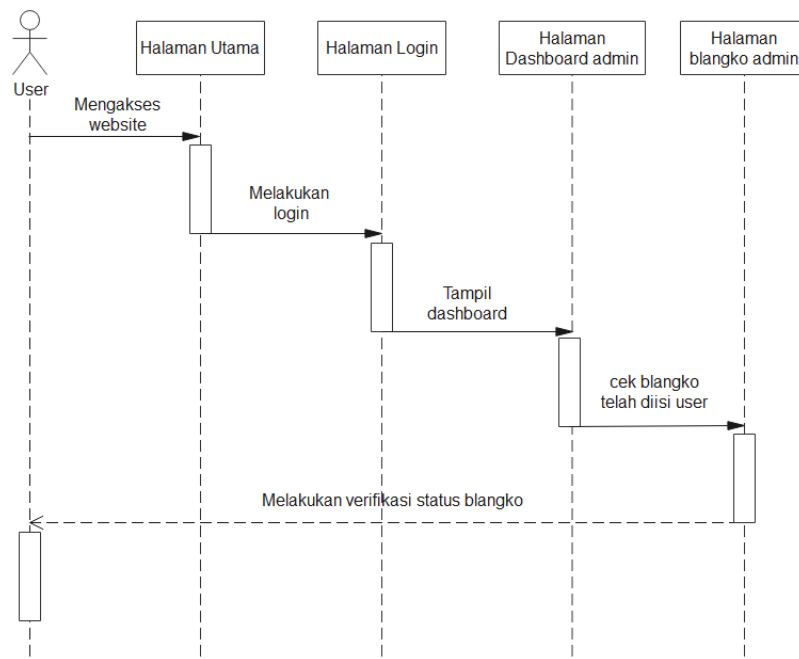 User
Halaman Utama
Halaman Login
Halaman
Dashboard admin
Halaman
blangko admin
Mengakses
website
Melakukan
login
Tampil
dashboard
cek blangko
telah diisi user
Melakukan verifikasi status blangko